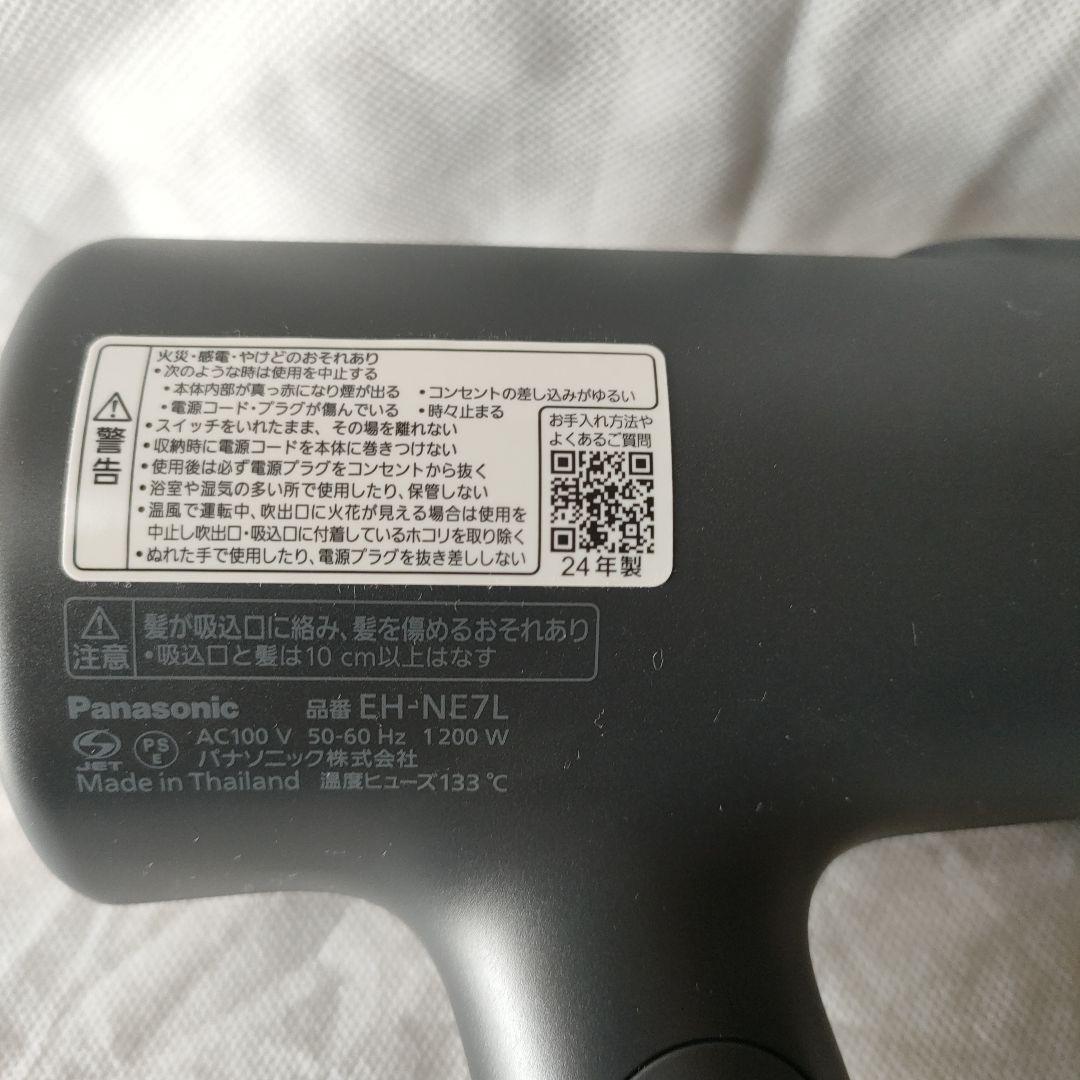 警告
火災・感電・やけどのおそれあり
•次のような時は使用を中止する
•本体内部が真っ赤になり煙が出る •コンセントの差し込みがゆるい
•電源コード・プラグが傷んでいる •時々止まる
•スイッチをいれたまま、その場を離れない
•収納時に電源コードを本体に巻きつけない
•使用後は必ず電源プラグをコンセントから抜く
•浴室や湿気の多い所で使用したり、保管しない
•温風で運転中、吹出口に火花が見える場合は使用を
中止し吹出口・吸込口に付着しているホコリを取り除く
•ぬれた手で使用したり、電源プラグを抜き差ししない
お手入れ方法や
よくあるご質問
24年製
注意
髪が吸込口に絡み、髪を傷めるおそれあり
•吸込口と髪は10 cm以上はなす
Panasonic 品番 EH-NE7L
JET PS E AC100 V 50-60 Hz 1200 W
パナソニック株式会社
Made in Thailand 温度ヒューズ133 ℃